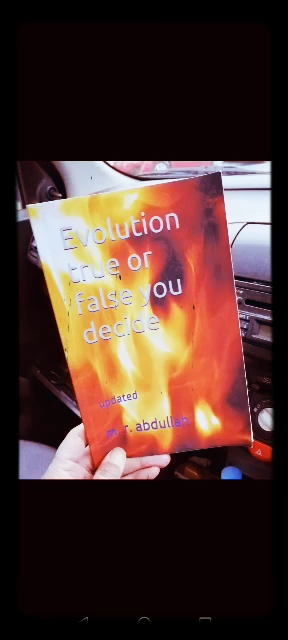 Evolution
true or
false you
decide
updated
r. abdullah